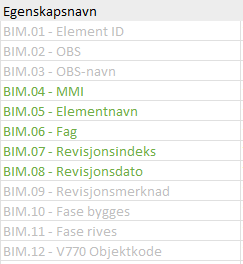 Egenskapsnavn
BIM.01 - Element ID
BIM.02 - OBS
BIM.03 - OBS-navn
BIM.04 - MMI
BIM.05 - Elementnavn
BIM.06 - Fag
BIM.07 - Revisjonsindeks
BIM.08 - Revisjonsdato
BIM.09 - Revisjonsmerknad
BIM.10 - Fase bygges
BIM.11 - Fase rives
BIM.12 - V770 Objektkode